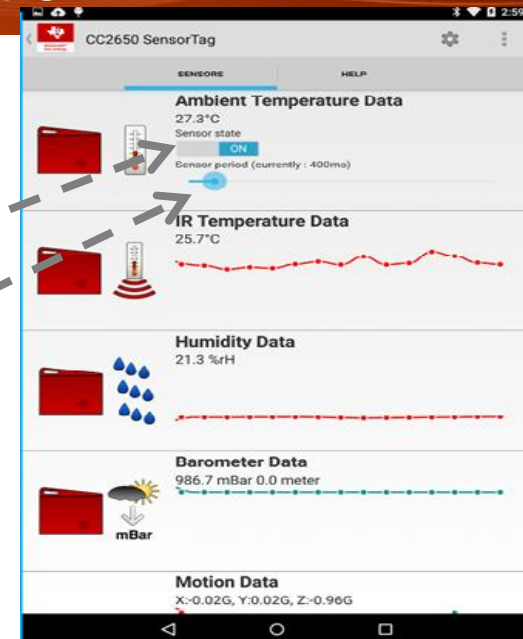 2:59
CC2650 SensorTag
SENSORS
HELP
Ambient Temperature Data
27.3°C
Sensor state
ON
Sensor period (currently : 400ms)
IR Temperature Data
25.7°C
Humidity Data
21.3 %rH
Barometer Data
986.7 mBar 0.0 meter
mBar
Motion Data
X:-0.02G, Y:0.02G, Z:-0.96G